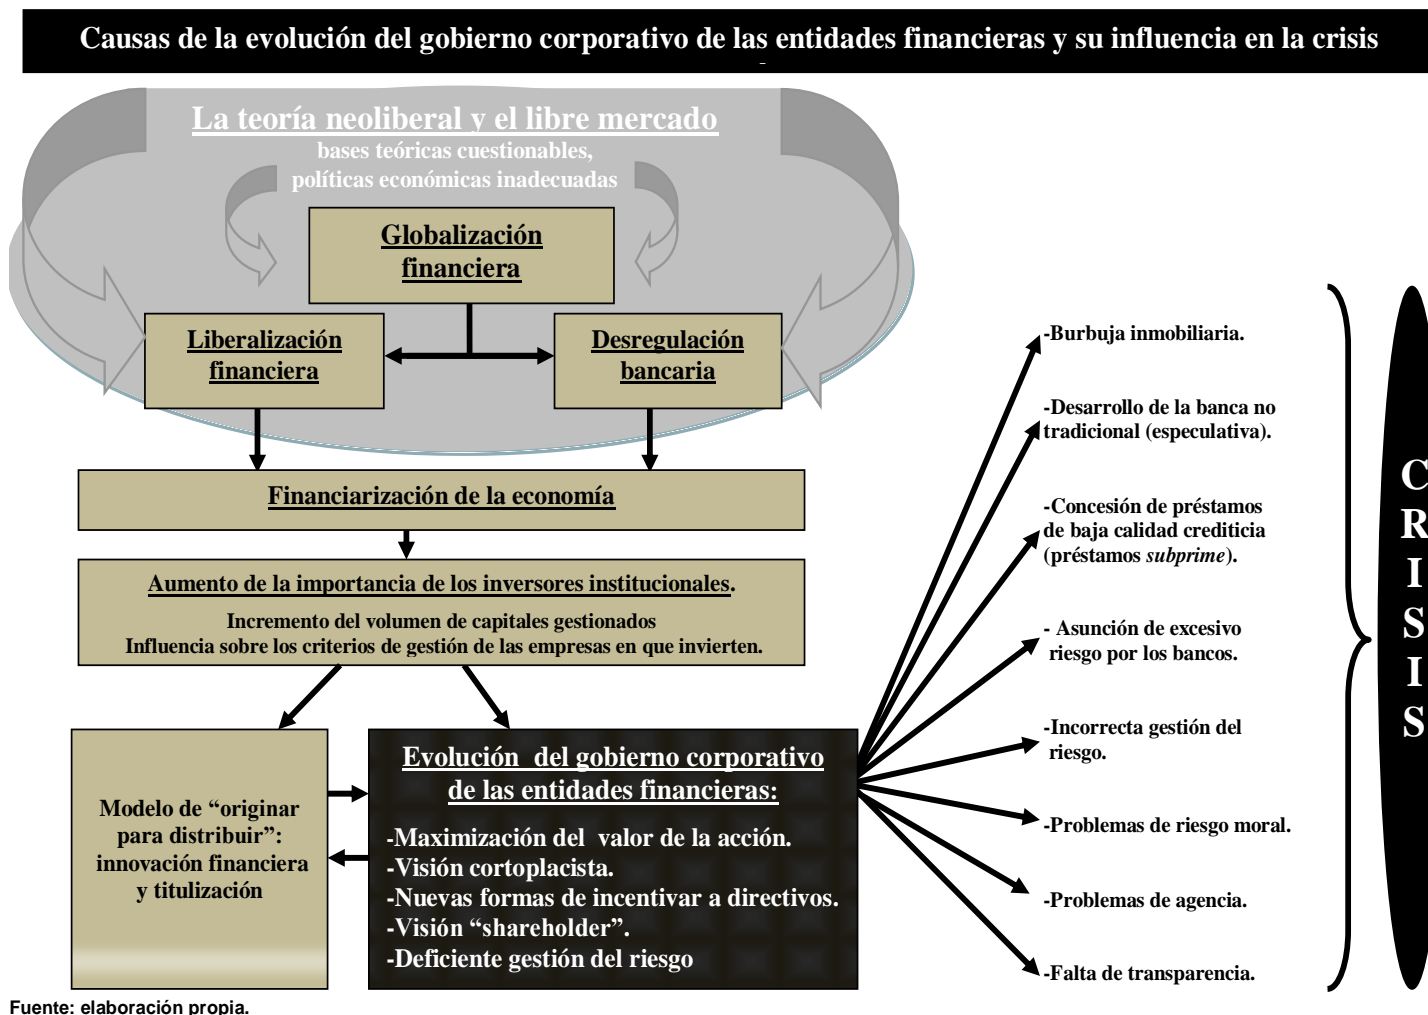 Causas de la evolución del gobierno corporativo de las entidades financieras y su influencia en la crisis
La teoría neoliberal y el libre mercado
bases teóricas cuestionables,
políticas económicas inadecuadas
Globalización
financiera
Liberalización
financiera
Desregulación
bancaria
Financiarización de la economía
Aumento de la importancia de los inversores institucionales.
Incremento del volumen de capitales gestionados
Influencia sobre los criterios de gestión de las empresas en que invierten.
Modelo de “originar
para distribuir”:
innovación financiera
y titulización
Evolución del gobierno corporativo
de las entidades financieras:
-Maximización del valor de la acción.
-Visión cortoplacista.
-Nuevas formas de incentivar a directivos.
-Visión “shareholder”.
-Deficiente gestión del riesgo
-Burbuja inmobiliaria.
-Desarrollo de la banca no
tradicional (especulativa).
-Concesión de préstamos
de baja calidad crediticia
(préstamos subprime).
- Asunción de excesivo
riesgo por los bancos.
-Incorrecta gestión del
riesgo.
-Problemas de riesgo moral.
-Problemas de agencia.
-Falta de transparencia.
C
R
I
S
I
S
Fuente: elaboración propia.